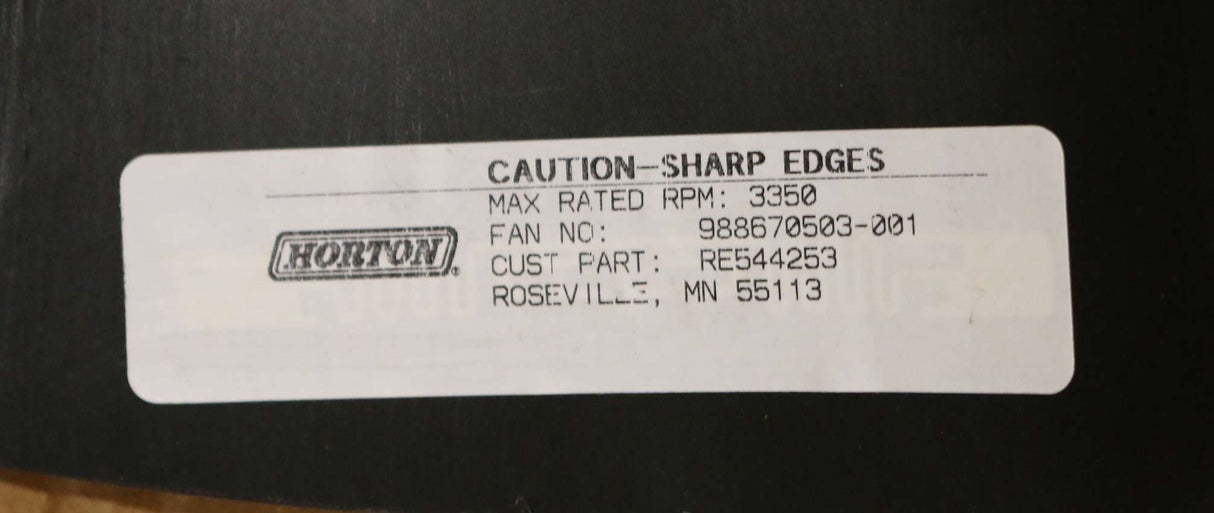 CAUTION-SHARP EDGES
MAX RATED RPM: 3350
HORTON®
FAN NO: 988670503-001
CUST PART: RE544253
ROSEVILLE, MN 55113